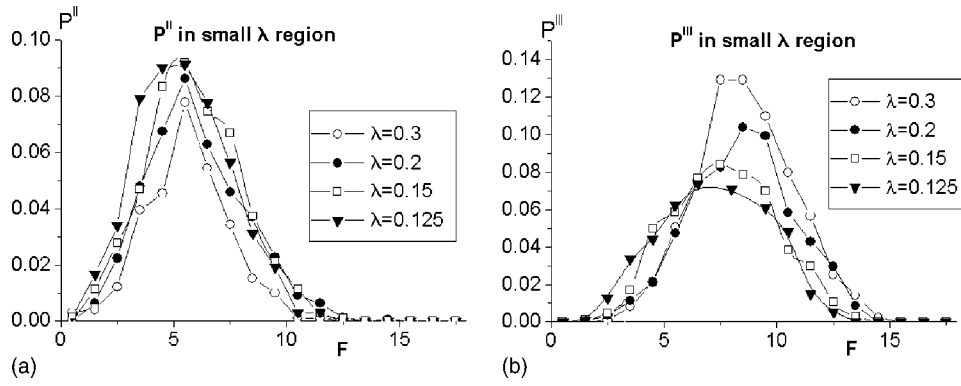 P^II
P^II in small λ region
0.10
0.08
0.06
0.04
0.02
0.00
λ=0.3
λ=0.2
λ=0.15
λ=0.125
0
5
10
15
F
(a)
P^III
P^III in small λ region
0.14
0.12
0.10
0.08
0.06
0.04
0.02
0.00
λ=0.3
λ=0.2
λ=0.15
λ=0.125
0
5
10
15
F
(b)